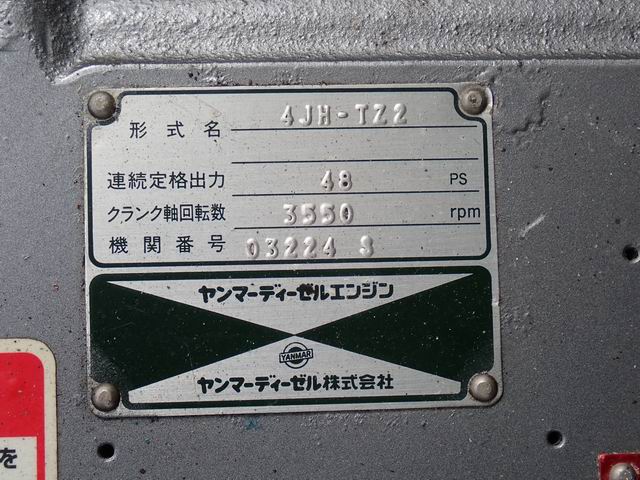 形式名 4JH-TZ2
連続定格出力 48 PS
クランク軸回転数 3550 rpm
機関番号 03224 S
ヤンマーディーゼルエンジン
YANMAR
ヤンマーディーゼル株式会社
を